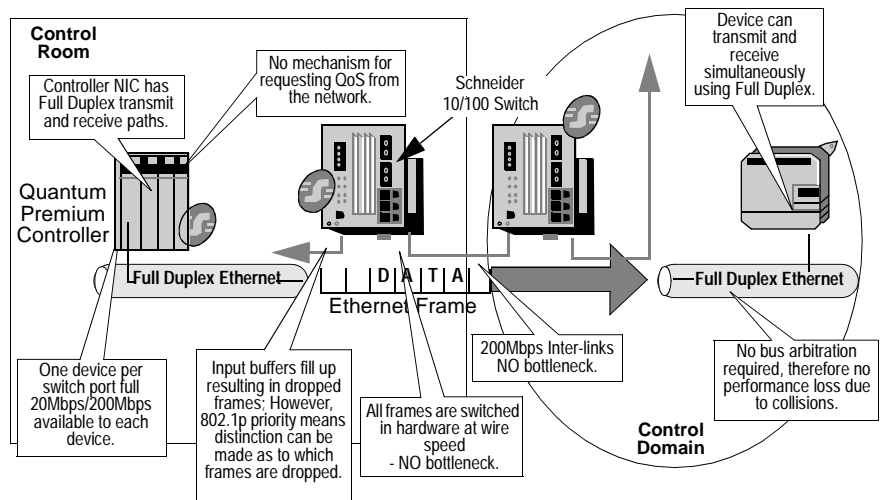 Control
Room
Controller NIC has
Full Duplex transmit
and receive paths.
No mechanism for
requesting QoS from
the network.
Schneider
10/100 Switch
Device can
transmit and
receive
simultaneously
using Full Duplex.
Quantum
Premium
Controller
Full Duplex Ethernet
D A T A
Ethernet Frame
Full Duplex Ethernet
One device per
switch port full
20Mbps/200Mbps
available to each
device.
Input buffers fill up
resulting in dropped
frames; However,
802.1p priority means
distinction can be
made as to which
frames are dropped.
All frames are switched
in hardware at wire
speed
- NO bottleneck.
200Mbps Inter-links
NO bottleneck.
No bus arbitration
required, therefore no
performance loss due
to collisions.
Control
Domain